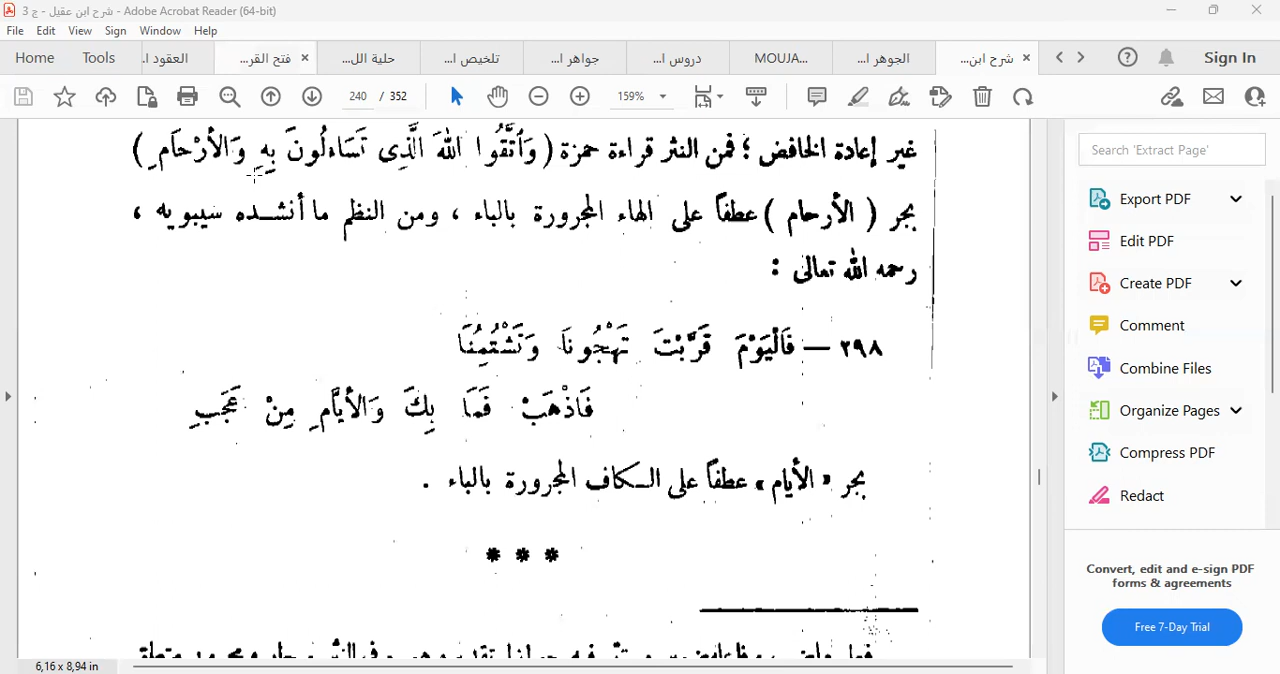 شرح ابن عقيل - ج 3 - Adobe Acrobat Reader (64-bit)
File Edit View Sign Window Help
Home Tools العقود ا... فتح القر... حلية الل... تلخيص ا... جواهر ا... دروس ا... MOUJA... الجوهر ا... شرح ابن... Sign In
240 / 352 159%
غير إعادة الخافض ؛ فمن النثر قراءة حمزة ( وَٱتَّقُوا اللهَ الَّذِى تَسَاءلُونَ بِهِ وَالأرْحَامِ )
بجر ( الأرحام ) عطفاً على الهاء المجرورة بالباء ، ومن النظم ما أنشده سيبويه ،
رحمه الله تعالى :
٢٩٨ — فَالْيَوْمَ قَرَّبْتَ تَهْجُونَا وَتَشْتُمُنَا
فَاذْهَبْ فَمَا بِكَ وَالأيَّامِ مِنْ عَجَبِ
بجر « الأيام » عطفاً على الكاف المجرورة بالباء .
* * *
6,16 x 8,94 in
Search 'Extract Page'
Export PDF
Edit PDF
Create PDF
Comment
Combine Files
Organize Pages
Compress PDF
Redact
Convert, edit and e-sign PDF
forms & agreements
Free 7-Day Trial